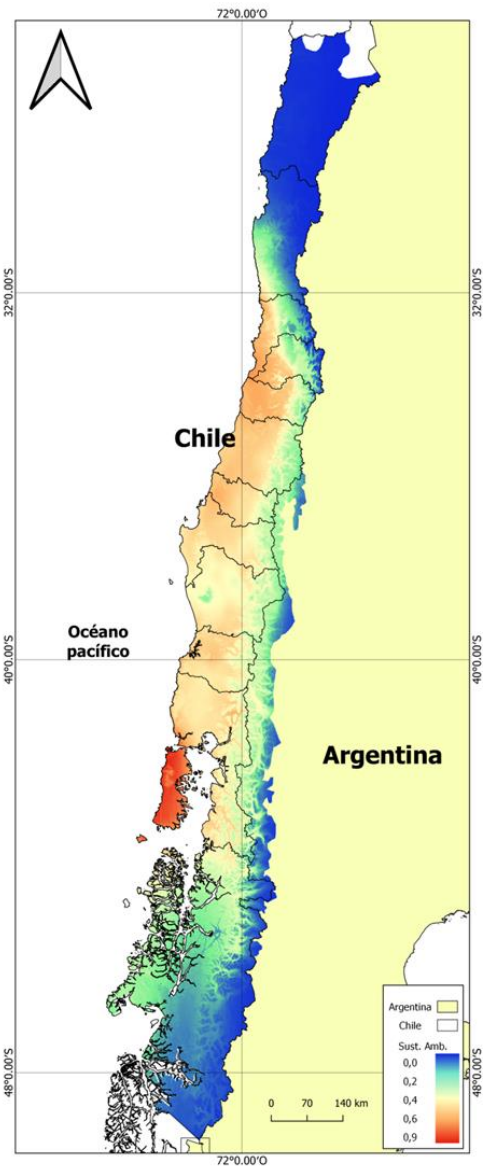 72°0.00'O
32°0.00'S
32°0.00'S
Chile
Océano
pacífico
40°0.00'S
40°0.00'S
Argentina
Argentina
Chile
Sust. Amb.
0,0
0,2
0,4
0,6
0,9
48°0.00'S
48°0.00'S
0 70 140 km
72°0.00'O